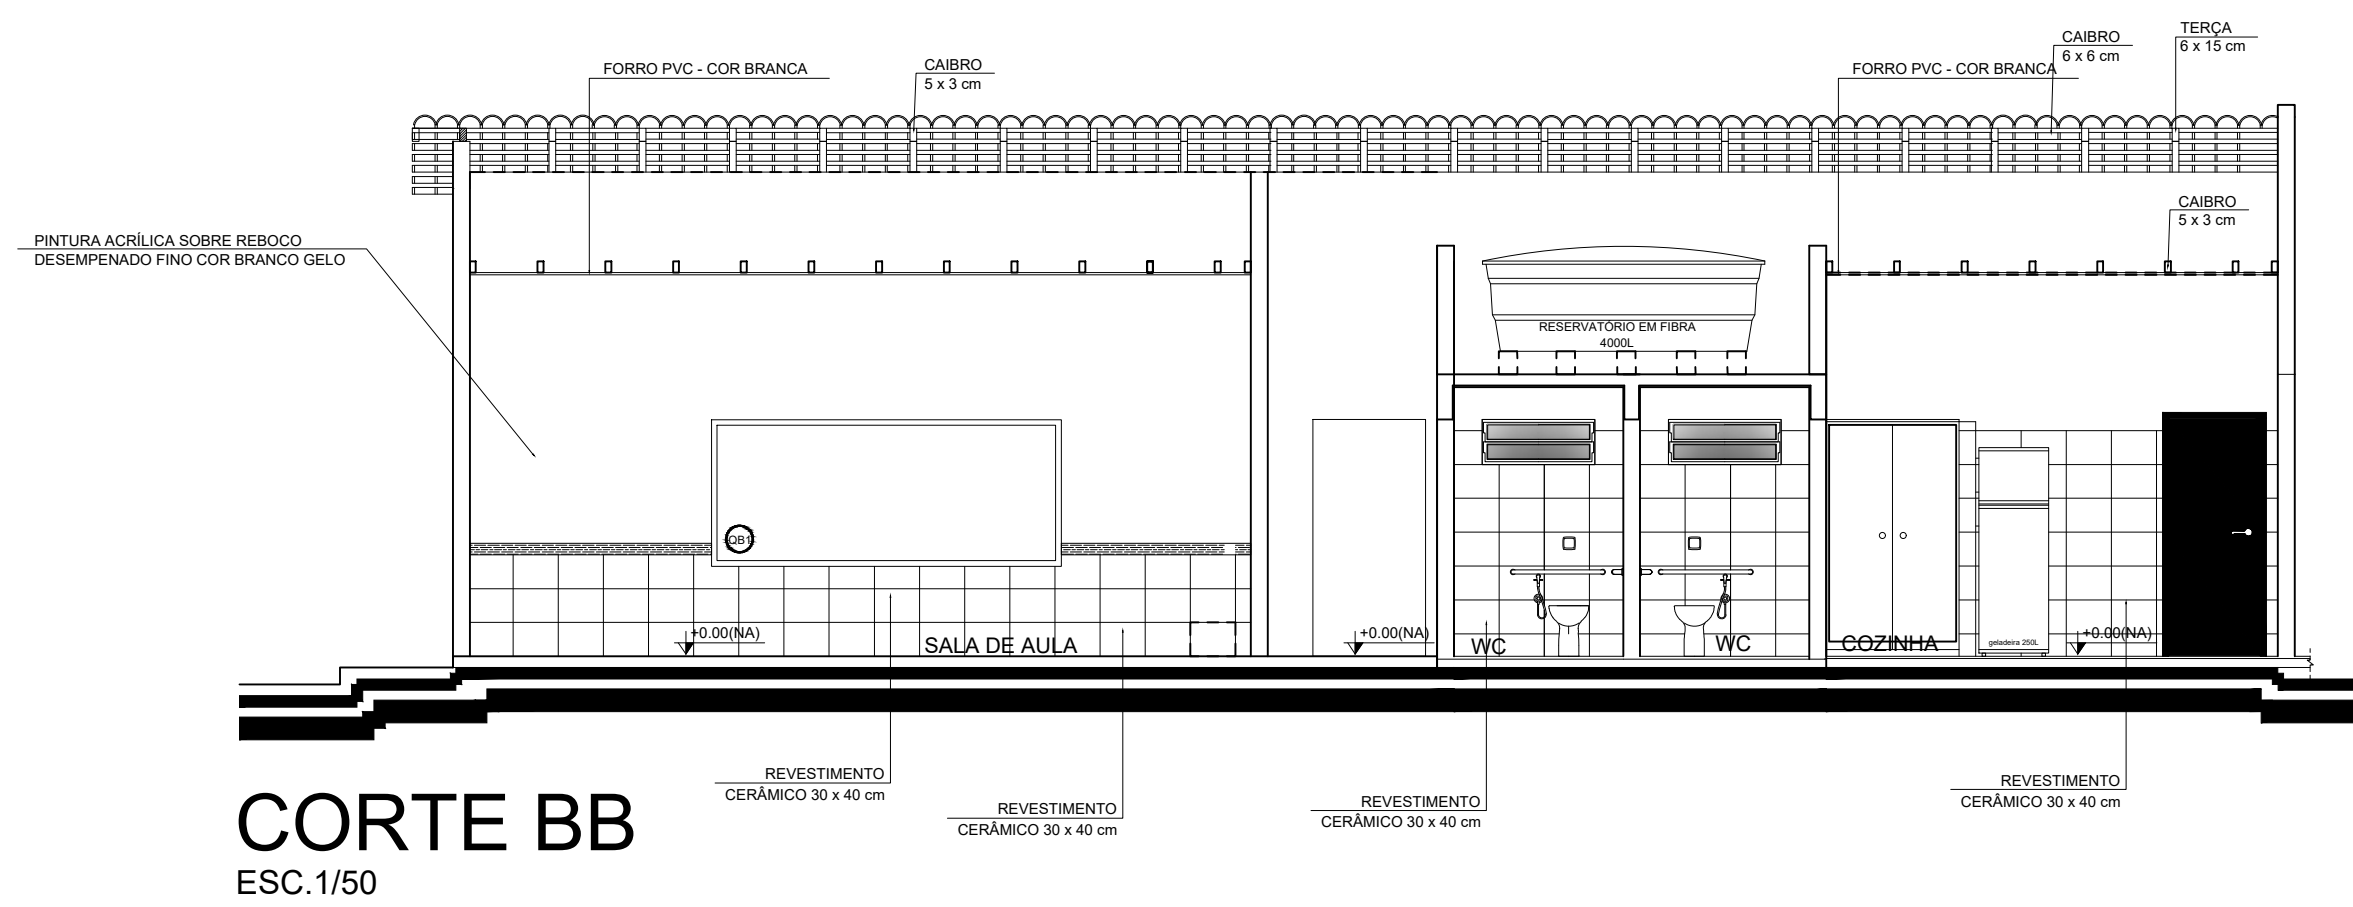 TERÇA
6 x 15 cm
CAIBRO
6 x 6 cm
FORRO PVC - COR BRANCA
CAIBRO
5 x 3 cm
FORRO PVC - COR BRANCA
CAIBRO
5 x 3 cm
PINTURA ACRÍLICA SOBRE REBOCO
DESEMPENADO FINO COR BRANCO GELO
RESERVATÓRIO EM FIBRA
4000L
QB1
+0.00(NA)
SALA DE AULA
+0.00(NA)
WC
WC
COZINHA
geladeira 250L
+0.00(NA)
REVESTIMENTO
CERÂMICO 30 x 40 cm
REVESTIMENTO
CERÂMICO 30 x 40 cm
REVESTIMENTO
CERÂMICO 30 x 40 cm
REVESTIMENTO
CERÂMICO 30 x 40 cm
CORTE BB
ESC.1/50